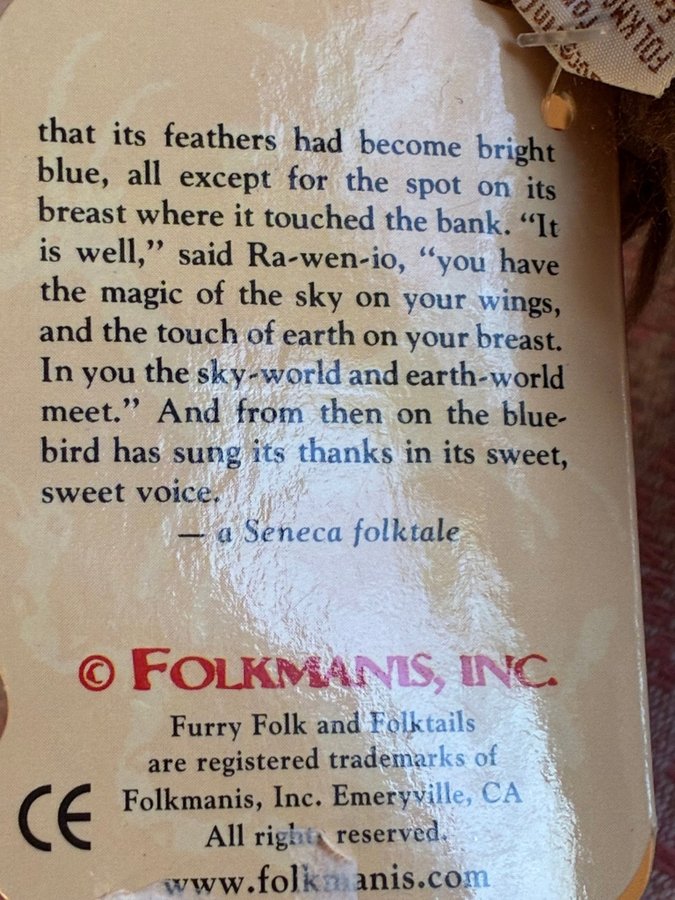 that its feathers had become bright
blue, all except for the spot on its
breast where it touched the bank. “It
is well,” said Ra-wen-io, “you have
the magic of the sky on your wings,
and the touch of earth on your breast.
In you the sky-world and earth-world
meet.” And from then on the blue-
bird has sung its thanks in its sweet,
sweet voice.
— a Seneca folktale
© FOLKMANIS, INC.
Furry Folk and Folktails
are registered trademarks of
Folkmanis, Inc. Emeryville, CA
CE
All rights reserved.
www.folkmanis.com